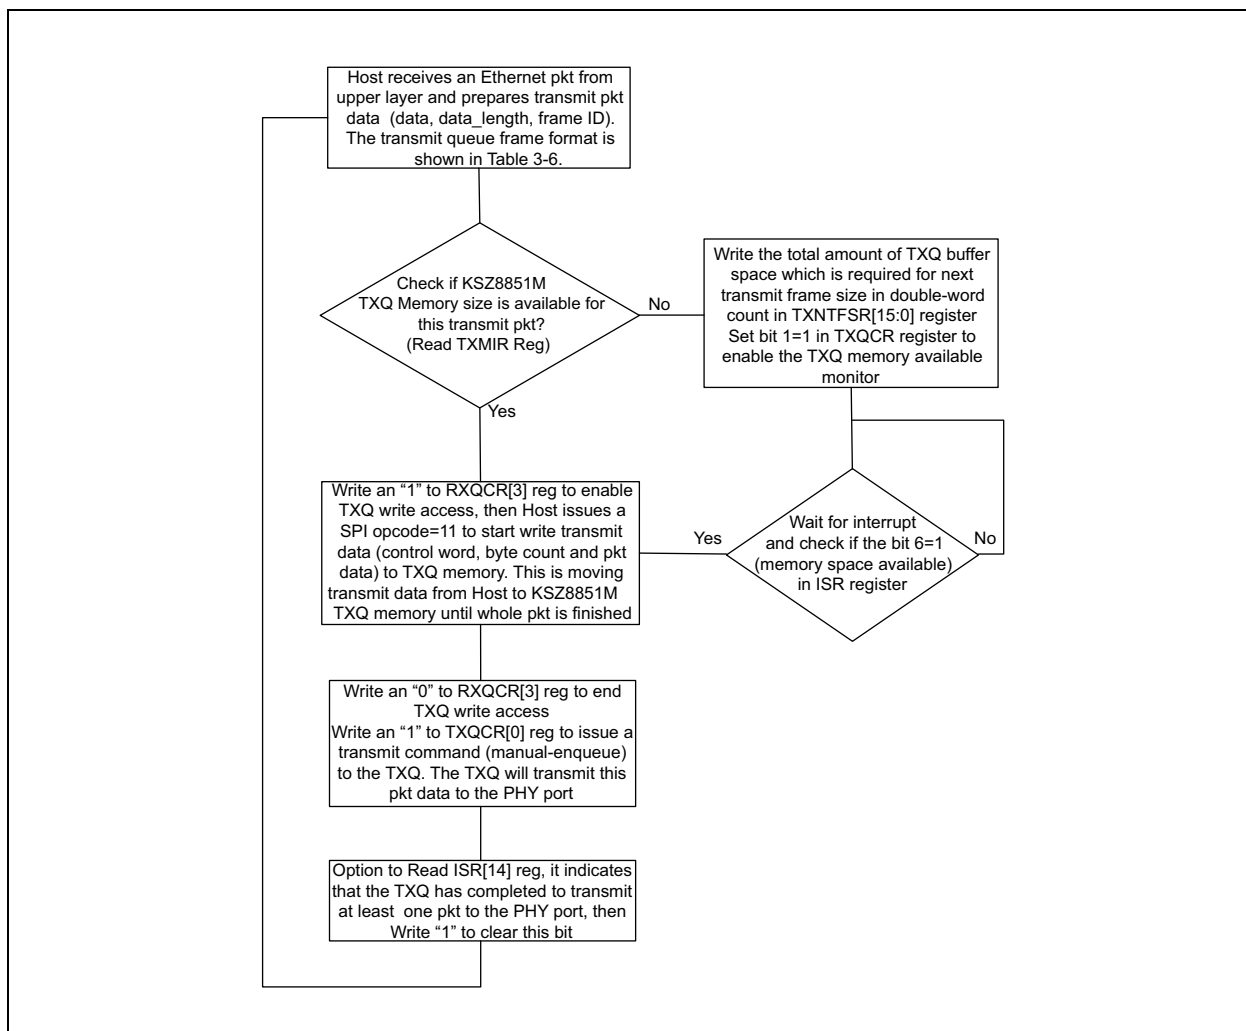 Host receives an Ethernet pkt from
upper layer and prepares transmit pkt
data (data, data_length, frame ID).
The transmit queue frame format is
shown in Table 3-6.
Check if KSZ8851M
TXQ Memory size is available for
this transmit pkt?
(Read TXMIR Reg)
No
Write the total amount of TXQ buffer
space which is required for next
transmit frame size in double-word
count in TXNTFSR[15:0] register
Set bit 1=1 in TXQCR register to
enable the TXQ memory available
monitor
Yes
Write an “1” to RXQCR[3] reg to enable
TXQ write access, then Host issues a
SPI opcode=11 to start write transmit
data (control word, byte count and pkt
data) to TXQ memory. This is moving
transmit data from Host to KSZ8851M
TXQ memory until whole pkt is finished
Yes
Wait for interrupt
and check if the bit 6=1
(memory space available)
in ISR register
No
Write an “0” to RXQCR[3] reg to end
TXQ write access
Write an “1” to TXQCR[0] reg to issue a
transmit command (manual-enqueue)
to the TXQ. The TXQ will transmit this
pkt data to the PHY port
Option to Read ISR[14] reg, it indicates
that the TXQ has completed to transmit
at least one pkt to the PHY port, then
Write “1” to clear this bit